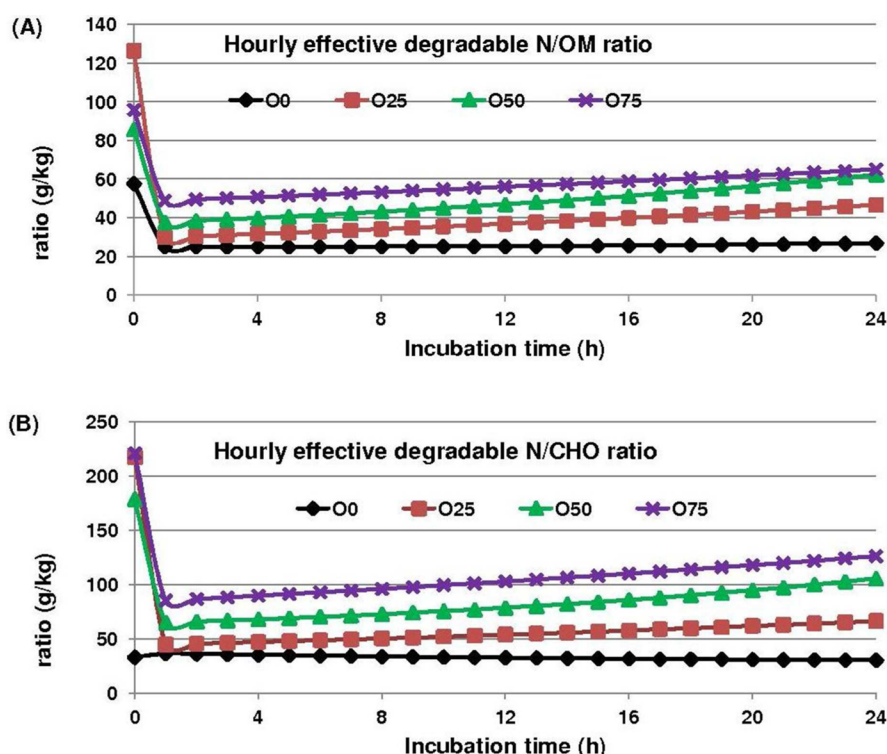 (A)
Hourly effective degradable N/OM ratio
O0 O25 O50 O75
ratio (g/kg)
140
120
100
80
60
40
20
0
0 4 8 12 16 20 24
Incubation time (h)
(B)
Hourly effective degradable N/CHO ratio
O0 O25 O50 O75
ratio (g/kg)
250
200
150
100
50
0
0 4 8 12 16 20 24
Incubation time (h)